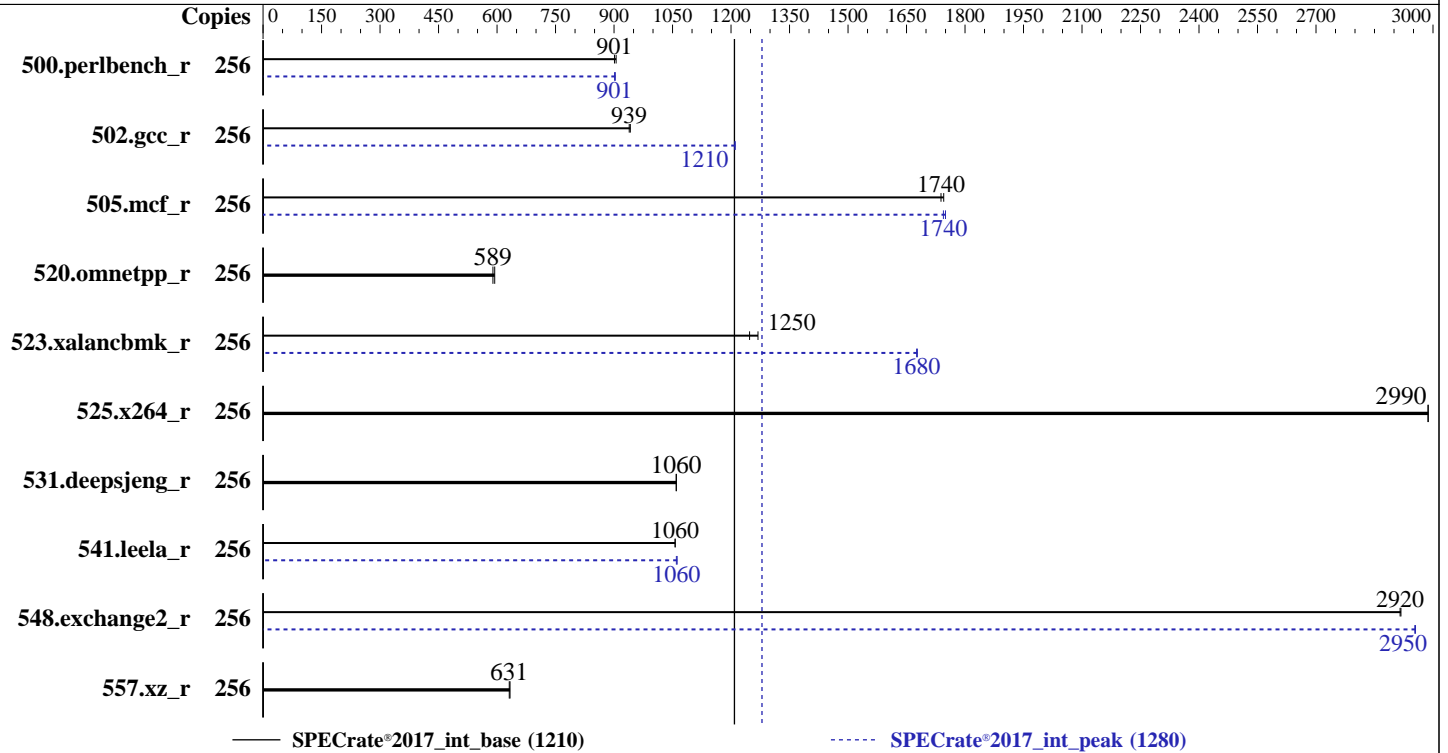 Copies 0 150 300 450 600 750 900 1050 1200 1350 1500 1650 1800 1950 2100 2250 2400 2550 2700 3000
500.perlbench_r 256 901
901
502.gcc_r 256 939
1210
505.mcf_r 256 1740
1740
520.omnetpp_r 256 589
523.xalancbmk_r 256 1250
1680
525.x264_r 256 2990
531.deepsjeng_r 256 1060
541.leela_r 256 1060
1060
548.exchange2_r 256 2920
2950
557.xz_r 256 631
SPECrate®2017_int_base (1210) SPECrate®2017_int_peak (1280)